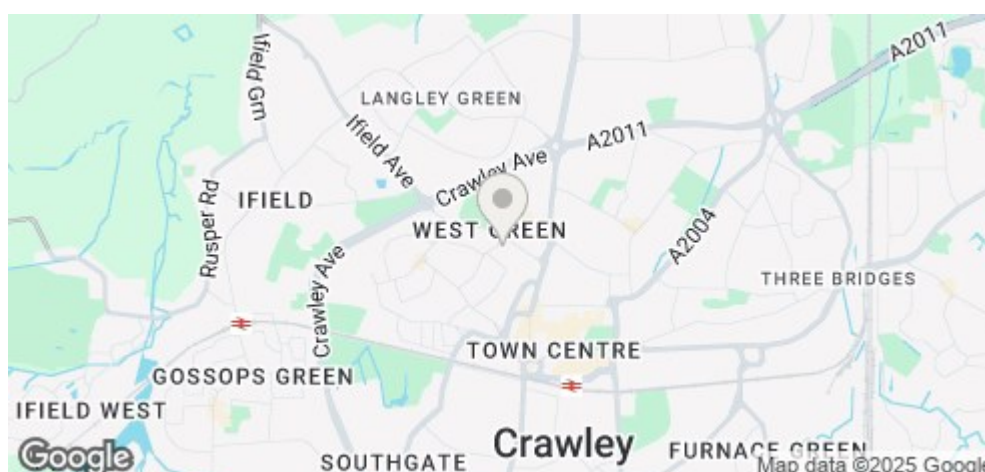 A2011
Ifield Grn
LANGLEY GREEN
Ifield Ave
A2011
Crawley Ave
IFIELD
Rusper Rd
WEST GREEN
A2004
Crawley Ave
THREE BRIDGES
TOWN CENTRE
GOSSOPS GREEN
IFIELD WEST
Crawley
FURNACE GREEN
Google
SOUTHGATE
Map data ©2025 Google